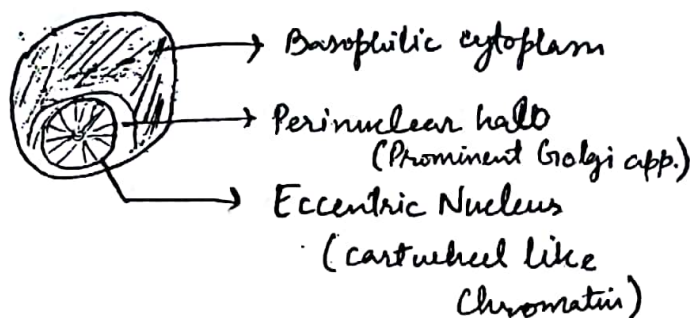 Basophilic cytoplasm
Perinuclear halo
(Prominent Golgi app.)
Eccentric Nucleus
(cartwheel like
chromatin)